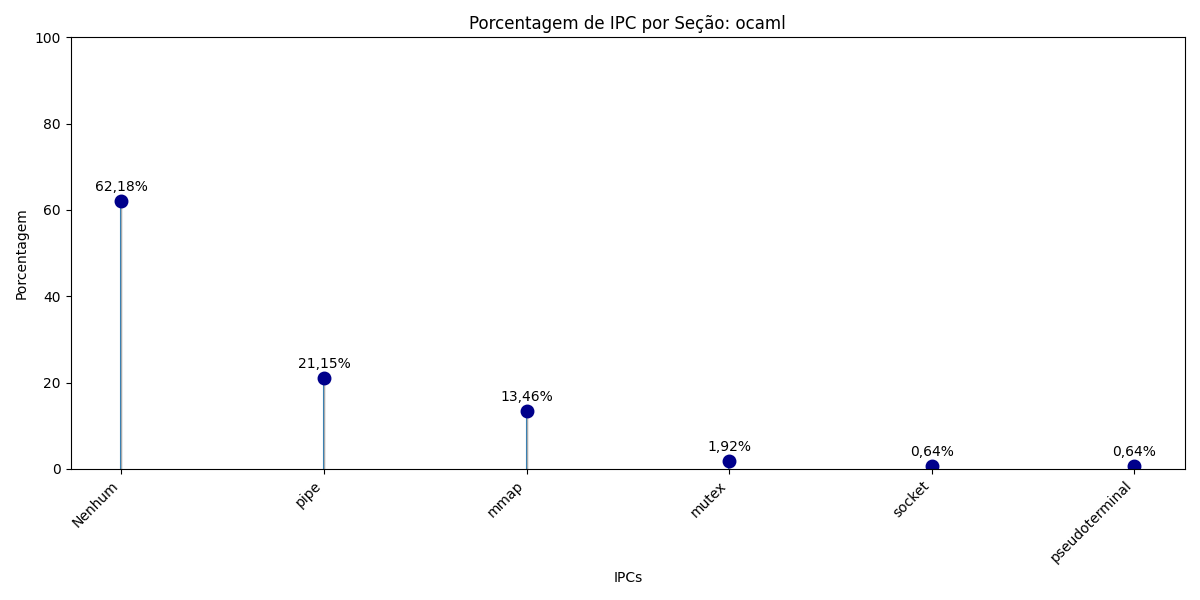 Porcentagem de IPC por Seção: ocaml
100
80
60
40
20
0
Porcentagem
62,18%
21,15%
13,46%
1,92%
0,64%
0,64%
Nenhum
pipe
mmap
mutex
socket
pseudoterminal
IPCs